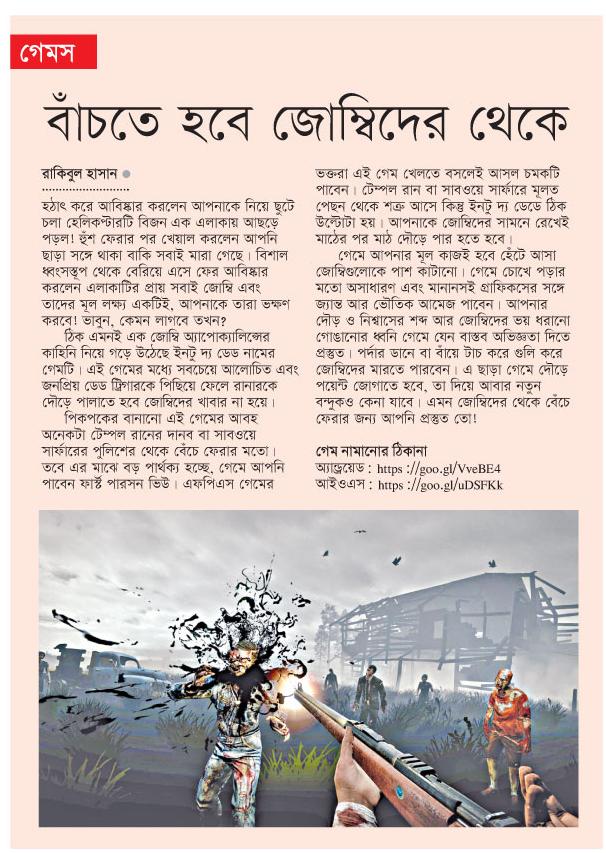 গেমস
বাঁচতে হবে জোম্বিদের থেকে
রাকিবুল হাসান
হঠাৎ করে আবিষ্কার করলেন আপনাকে নিয়ে ছুটে
চলা হেলিকপ্টারটি বিজন এক এলাকায় আছড়ে
পড়ল! হুঁশ ফেরার পর খেয়াল করলেন আপনি
ছাড়া সঙ্গে থাকা বাকি সবাই মারা গেছে। বিশাল
ধ্বংসস্তূপ থেকে বেরিয়ে এসে ফের আবিষ্কার
করলেন এলাকাটির প্রায় সবাই জোম্বি এবং
তাদের মূল লক্ষ্য একটিই, আপনাকে তারা ভক্ষণ
করবে! ভাবুন, কেমন লাগবে তখন?
ঠিক এমনই এক জোম্বি অ্যাপোক্যালিপ্সের
কাহিনি নিয়ে গড়ে উঠেছে ইনটু দ্য ডেড নামের
গেমটি। এই গেমের মধ্যে সবচেয়ে আলোচিত এবং
জনপ্রিয় ডেড ট্রিগারকে পিছিয়ে ফেলে রানারকে
দৌড়ে পালাতে হবে জোম্বিদের খাবার না হয়ে।
পিকপকের বানানো এই গেমের আবহ
অনেকটা টেম্পল রানের দানব বা সাবওয়ে
সার্ফারের পুলিশের থেকে বেঁচে ফেরার মতো।
তবে এর মাঝে বড় পার্থক্য হচ্ছে, গেমে আপনি
পাবেন ফার্স্ট পারসন ভিউ। এফপিএস গেমের
ভক্তরা এই গেম খেলতে বসলেই আসল চমকটি
পাবেন। টেম্পল রান বা সাবওয়ে সার্ফারে মূলত
পেছন থেকে শত্রু আসে কিন্তু ইনটু দ্য ডেডে ঠিক
উল্টোটা হয়। আপনাকে জোম্বিদের সামনে রেখেই
মাঠের পর মাঠ দৌড়ে পার হতে হবে।
গেমে আপনার মূল কাজই হবে হেঁটে আসা
জোম্বিগুলোকে পাশ কাটানো। গেমে চোখে পড়ার
মতো অসাধারণ এবং মানানসই গ্রাফিকসের সঙ্গে
জ্যান্ত আর ভৌতিক আমেজ পাবেন। আপনার
দৌড় ও নিশ্বাসের শব্দ আর জোম্বিদের ভয় ধরানো
গোঙানোর ধ্বনি গেমে যেন বাস্তব অভিজ্ঞতা দিতে
প্রস্তুত। পর্দার ডানে বা বাঁয়ে টাচ করে গুলি করে
জোম্বিদের মারতে পারবেন। এ ছাড়া গেমে দৌড়ে
পয়েন্ট জোগাতে হবে, তা দিয়ে আবার নতুন
বন্দুকও কেনা যাবে। এমন জোম্বিদের থেকে বেঁচে
ফেরার জন্য আপনি প্রস্তুত তো!
গেম নামানোর ঠিকানা
অ্যান্ড্রয়েড : https ://goo.gl/VveBE4
আইওএস : https ://goo.gl/uDSFKk